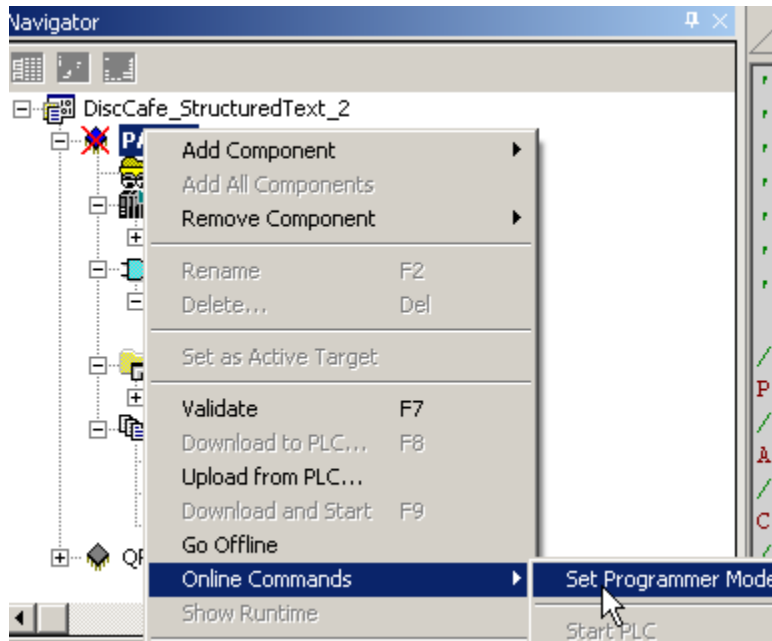 Navigator
DiscCafe_StructuredText_2
Add Component
Add All Components
Remove Component
Rename F2
Delete... Del
Set as Active Target
Validate F7
Download to PLC... F8
Upload from PLC...
Download and Start F9
Go Offline
Online Commands Set Programmer Mode
Show Runtime Start PLC
/
P
/
A
/
C